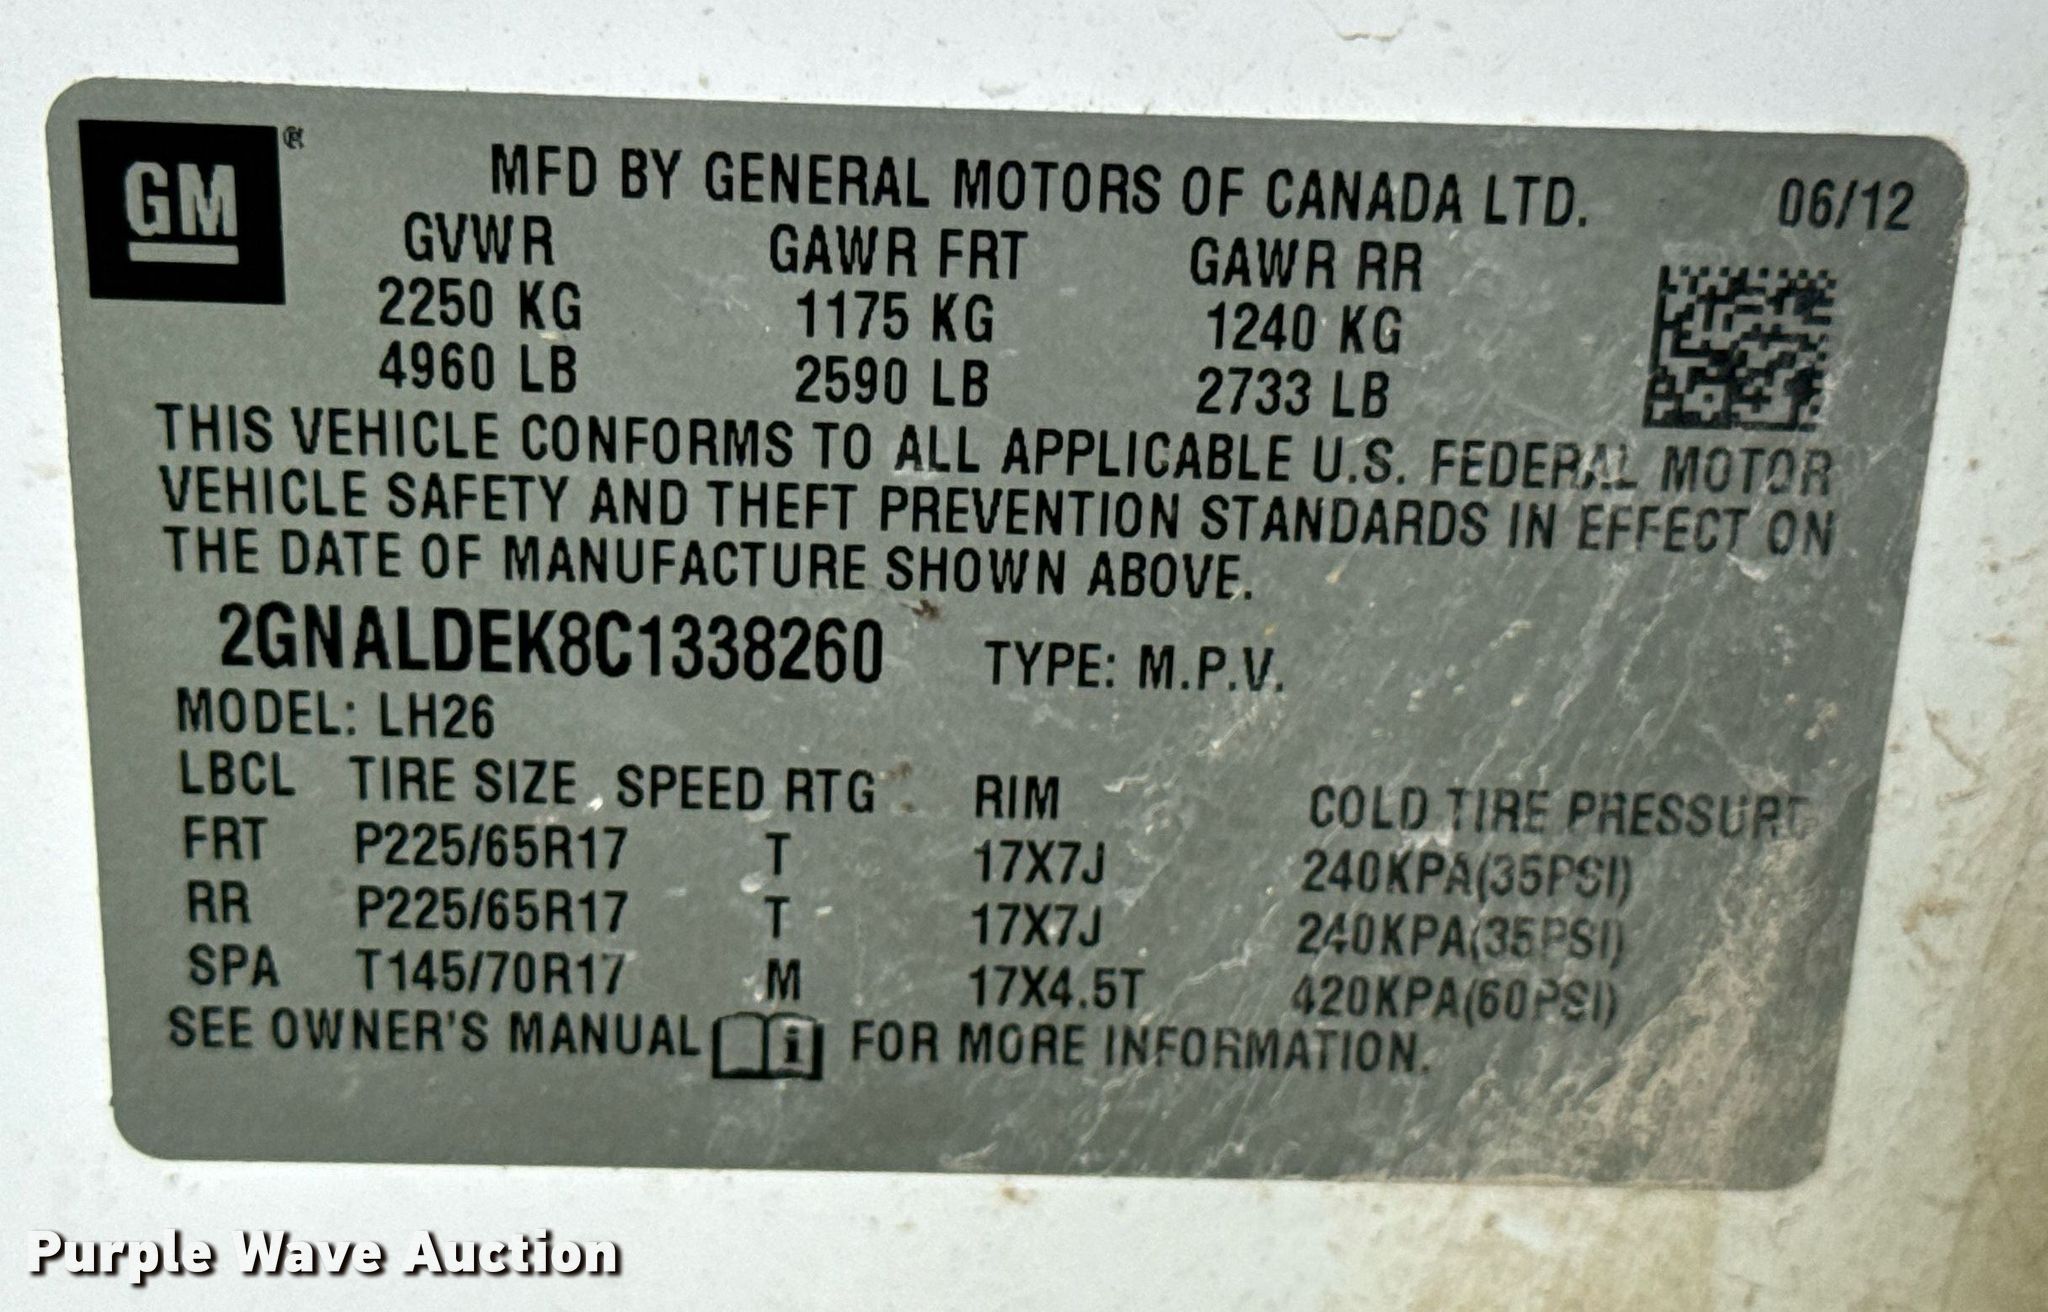 GM®
MFD BY GENERAL MOTORS OF CANADA LTD. 06/12
GVWR GAWR FRT GAWR RR
2250 KG 1175 KG 1240 KG
4960 LB 2590 LB 2733 LB
THIS VEHICLE CONFORMS TO ALL APPLICABLE U.S. FEDERAL MOTOR
VEHICLE SAFETY AND THEFT PREVENTION STANDARDS IN EFFECT ON
THE DATE OF MANUFACTURE SHOWN ABOVE.
2GNALDEK8C1338260 TYPE: M.P.V.
MODEL: LH26
LBCL TIRE SIZE SPEED RTG RIM COLD TIRE PRESSURE
FRT P225/65R17 T 17X7J 240KPA(35PSI)
RR P225/65R17 T 17X7J 240KPA(35PSI)
SPA T145/70R17 M 17X4.5T 420KPA(60PSI)
SEE OWNER'S MANUAL i FOR MORE INFORMATION.
Purple Wave Auction